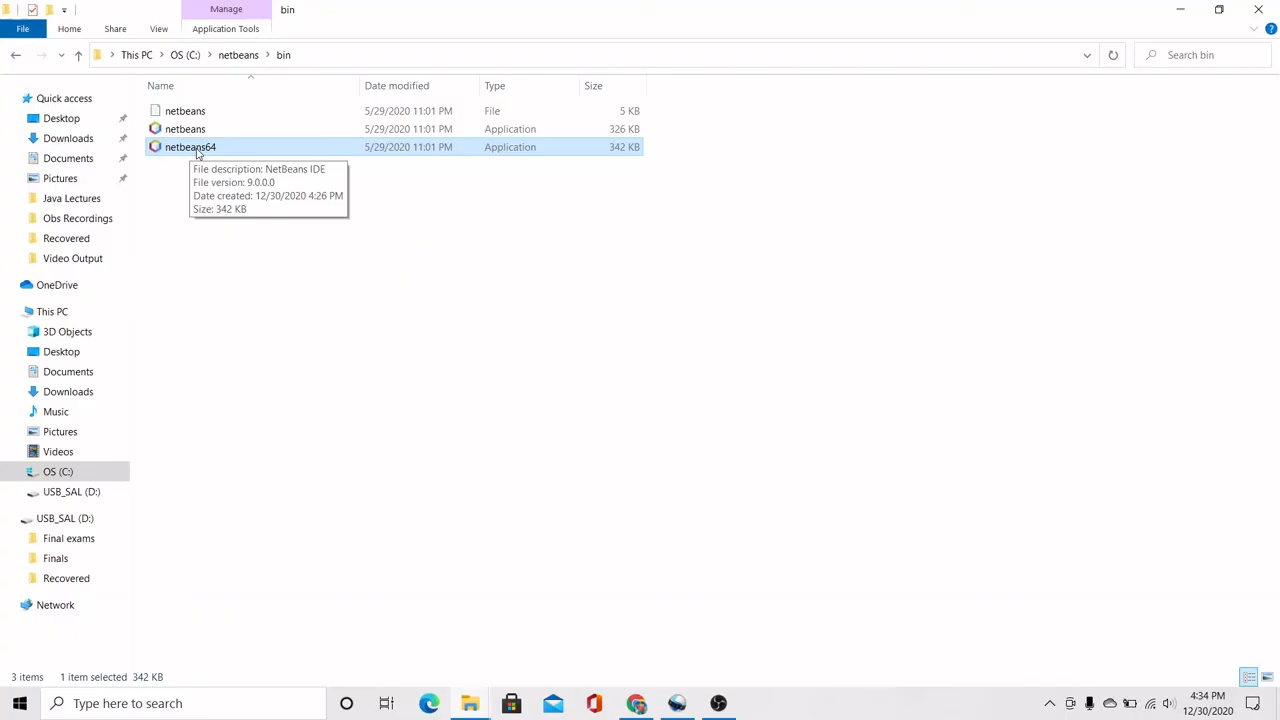 Manage
bin
File
Home
Share
View
Application Tools
This PC
OS (C:)
netbeans
bin
Search bin
Name
Date modified
Type
Size
netbeans
5/29/2020 11:01 PM
File
5 KB
netbeans
5/29/2020 11:01 PM
Application
326 KB
netbeans64
5/29/2020 11:01 PM
Application
342 KB
File description: NetBeans IDE
File version: 9.0.0.0
Date created: 12/30/2020 4:26 PM
Size: 342 KB
Quick access
Desktop
Downloads
Documents
Pictures
Java Lectures
Obs Recordings
Recovered
Video Output
OneDrive
This PC
3D Objects
Desktop
Documents
Downloads
Music
Pictures
Videos
OS (C:)
USB_SAL (D:)
USB_SAL (D:)
Final exams
Finals
Recovered
Network
3 items
1 item selected 342 KB
Type here to search
4:34 PM
12/30/2020